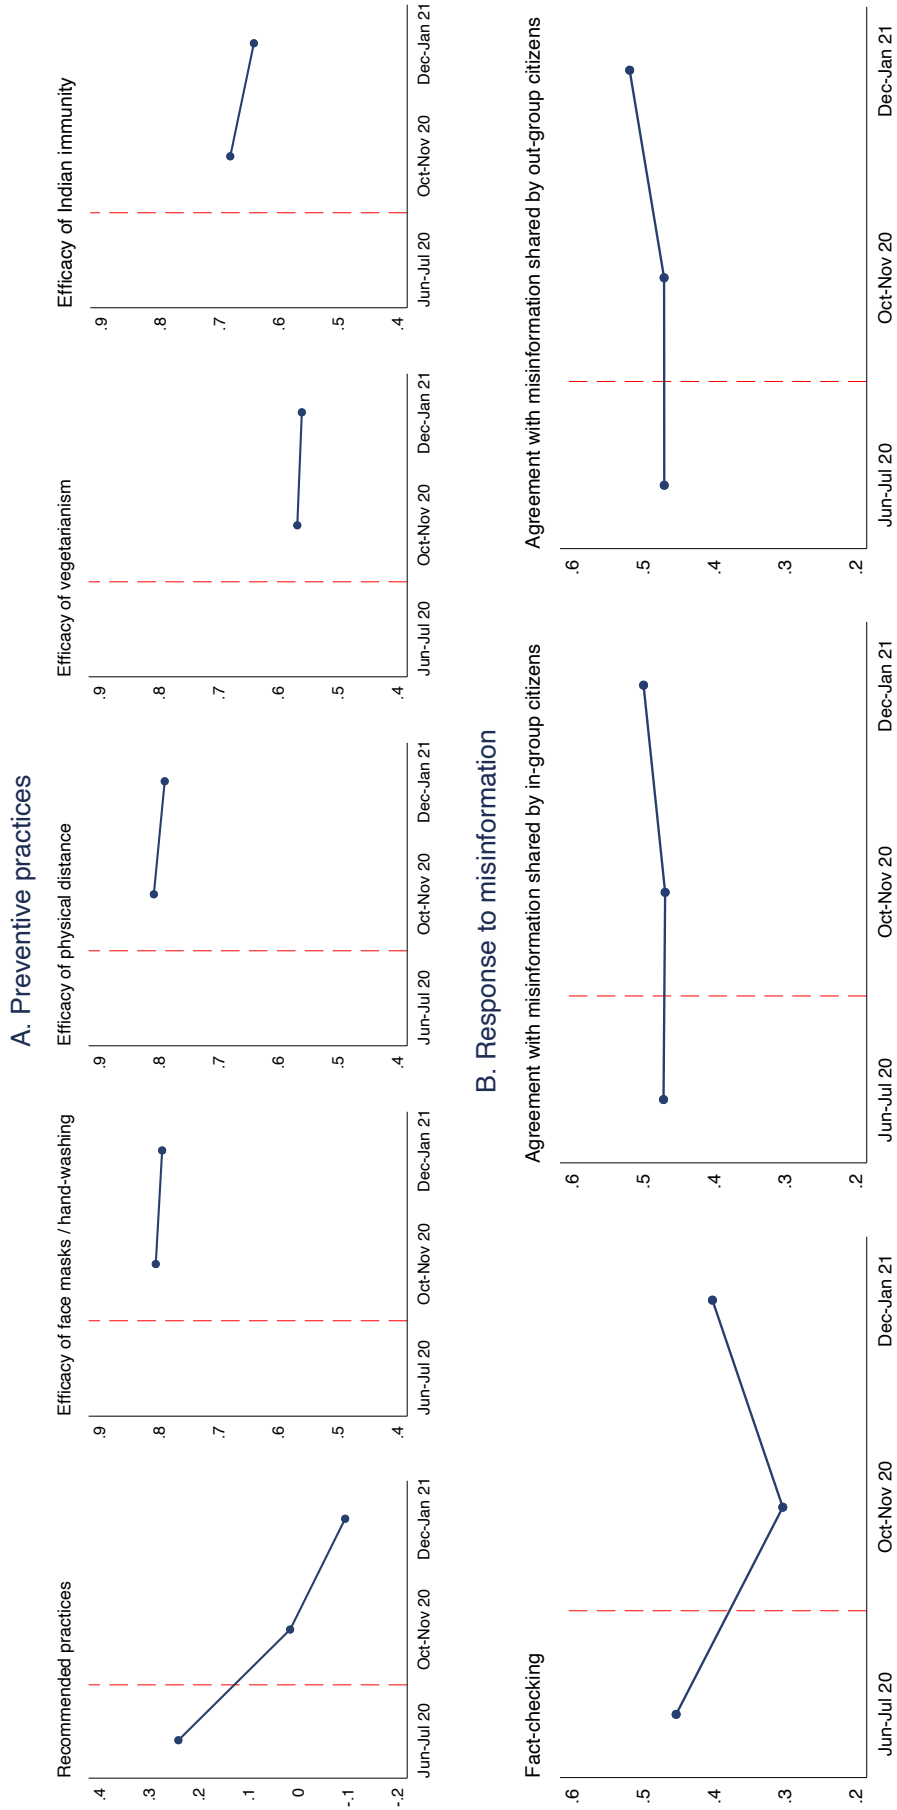 A. Preventive practices
Recommended practices
.4
.3
.2
.1
0
-.1
-.2
Jun-Jul 20
Oct-Nov 20
Dec-Jan 21
Efficacy of face masks / hand-washing
.9
.8
.7
.6
.5
.4
Jun-Jul 20
Oct-Nov 20
Dec-Jan 21
Efficacy of physical distance
.9
.8
.7
.6
.5
.4
Jun-Jul 20
Oct-Nov 20
Dec-Jan 21
Efficacy of vegetarianism
.9
.8
.7
.6
.5
.4
Jun-Jul 20
Oct-Nov 20
Dec-Jan 21
Efficacy of Indian immunity
.9
.8
.7
.6
.5
.4
Jun-Jul 20
Oct-Nov 20
Dec-Jan 21
B. Response to misinformation
Fact-checking
.6
.5
.4
.3
.2
Jun-Jul 20
Oct-Nov 20
Dec-Jan 21
Agreement with misinformation shared by in-group citizens
.6
.5
.4
.3
.2
Jun-Jul 20
Oct-Nov 20
Dec-Jan 21
Agreement with misinformation shared by out-group citizens
.6
.5
.4
.3
.2
Jun-Jul 20
Oct-Nov 20
Dec-Jan 21